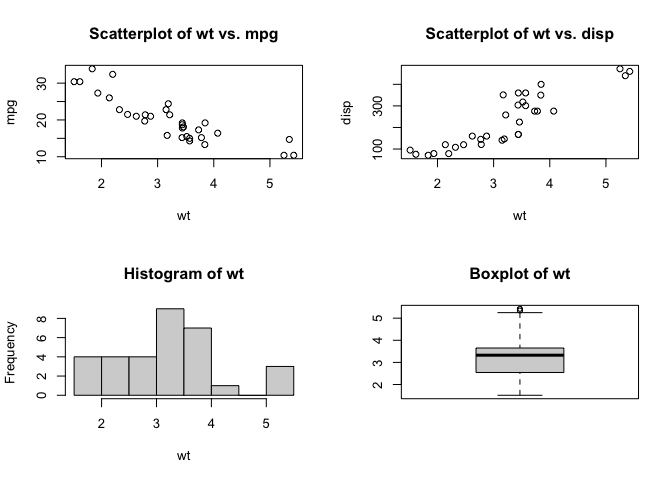 Scatterplot of wt vs. mpg
mpg
30
20
10
2 3 4 5
wt
Scatterplot of wt vs. disp
disp
300
100
2 3 4 5
wt
Histogram of wt
Frequency
8
6
4
2
0
2 3 4 5
wt
Boxplot of wt
5
4
3
2